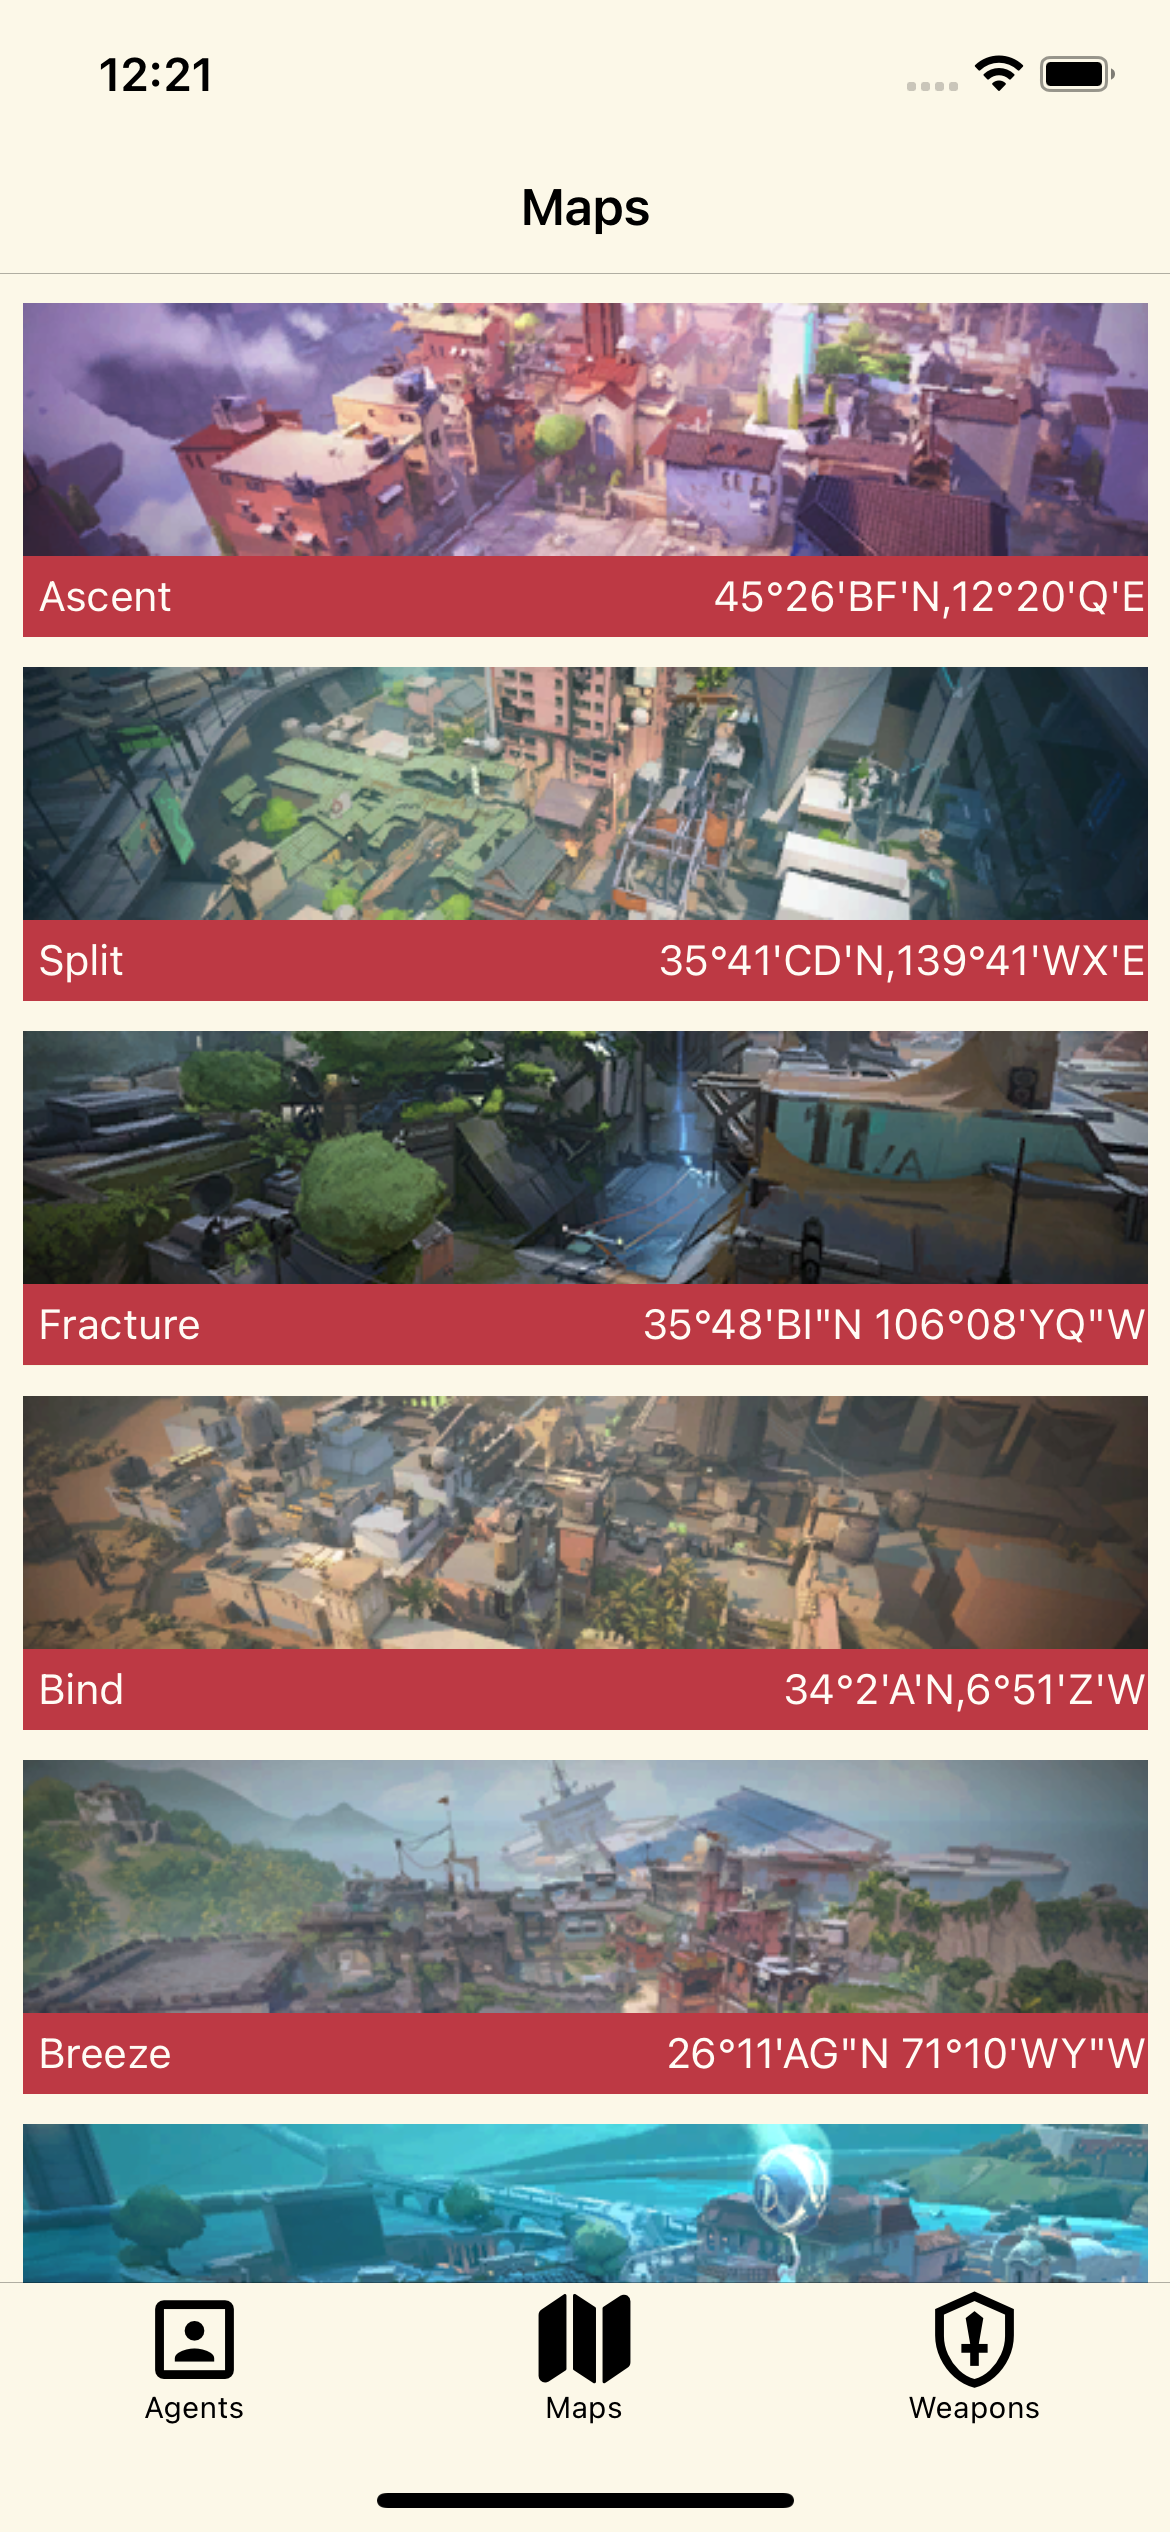 12:21
Maps
Ascent 45°26'BF'N,12°20'Q'E
Split 35°41'CD'N,139°41'WX'E
11/A
Fracture 35°48'BI"N 106°08'YQ"W
Bind 34°2'A'N,6°51'Z'W
Breeze 26°11'AG"N 71°10'WY"W
Agents Maps Weapons